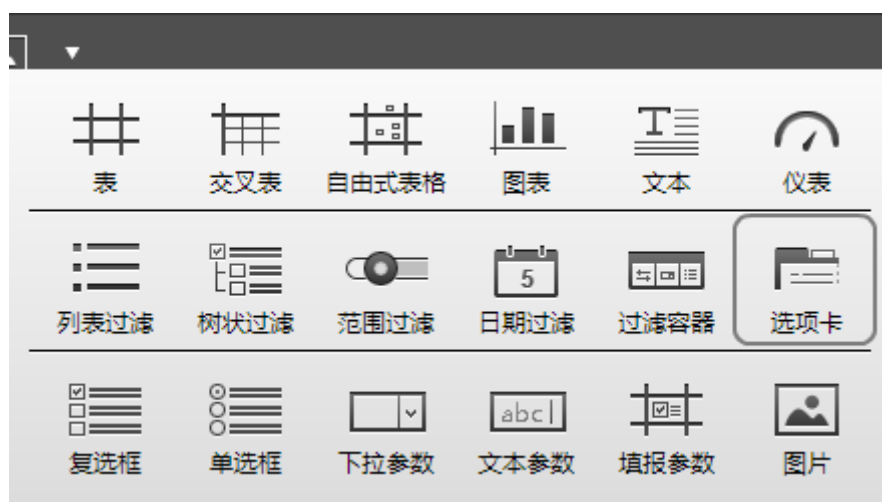 表 交叉表 自由式表格 图表 文本 仪表
5
列表过滤 树状过滤 范围过滤 日期过滤 过滤容器 选项卡
abc
复选框 单选框 下拉参数 文本参数 填报参数 图片